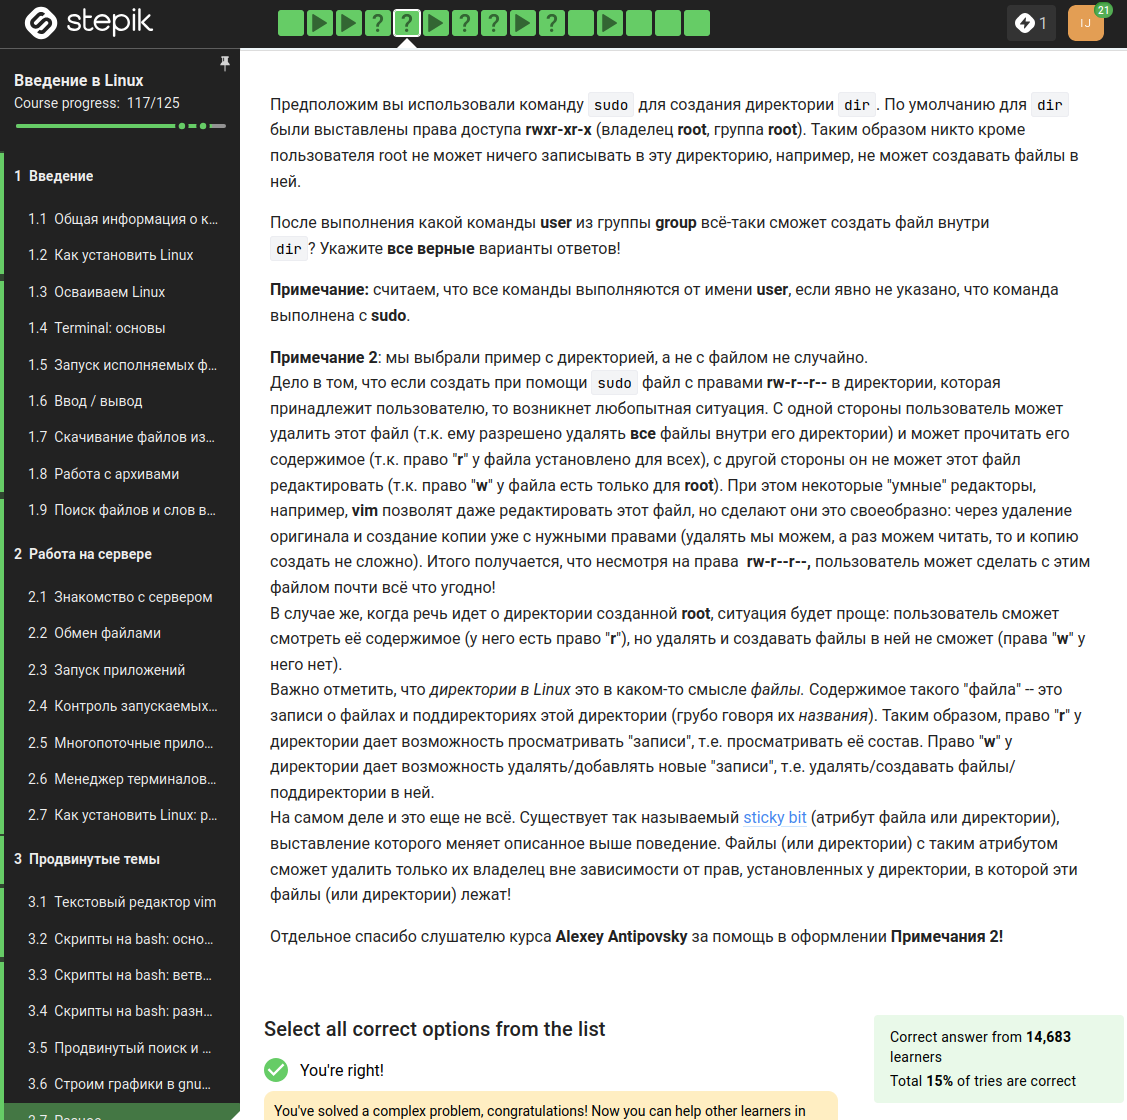 stepik
1
IJ
21
Введение в Linux
Course progress: 117/125
1 Введение
1.1 Общая информация о к...
1.2 Как установить Linux
1.3 Осваиваем Linux
1.4 Terminal: основы
1.5 Запуск исполняемых ф...
1.6 Ввод / вывод
1.7 Скачивание файлов из...
1.8 Работа с архивами
1.9 Поиск файлов и слов в...
2 Работа на сервере
2.1 Знакомство с сервером
2.2 Обмен файлами
2.3 Запуск приложений
2.4 Контроль запускаемых...
2.5 Многопоточные прило...
2.6 Менеджер терминалов...
2.7 Как установить Linux: р...
3 Продвинутые темы
3.1 Текстовый редактор vim
3.2 Скрипты на bash: осно...
3.3 Скрипты на bash: ветв...
3.4 Скрипты на bash: разн...
3.5 Продвинутый поиск и ...
3.6 Строим графики в gnu...
Предположим вы использовали команду sudo для создания директории dir. По умолчанию для dir
были выставлены права доступа rwxr-xr-x (владелец root, группа root). Таким образом никто кроме
пользователя root не может ничего записывать в эту директорию, например, не может создавать файлы в
ней.
После выполнения какой команды user из группы group всё-таки сможет создать файл внутри
dir? Укажите все верные варианты ответов!
Примечание: считаем, что все команды выполняются от имени user, если явно не указано, что команда
выполнена с sudo.
Примечание 2: мы выбрали пример с директорией, а не с файлом не случайно.
Дело в том, что если создать при помощи sudo файл с правами rw-r--r-- в директории, которая
принадлежит пользователю, то возникнет любопытная ситуация. С одной стороны пользователь может
удалить этот файл (т.к. ему разрешено удалять все файлы внутри его директории) и может прочитать его
содержимое (т.к. право "r" у файла установлено для всех), с другой стороны он не может этот файл
редактировать (т.к. право "w" у файла есть только для root). При этом некоторые "умные" редакторы,
например, vim позволят даже редактировать этот файл, но сделают они это своеобразно: через удаление
оригинала и создание копии уже с нужными правами (удалять мы можем, а раз можем читать, то и копию
создать не сложно). Итого получается, что несмотря на права rw-r--r--, пользователь может сделать с этим
файлом почти всё что угодно!
В случае же, когда речь идет о директории созданной root, ситуация будет проще: пользователь сможет
смотреть её содержимое (у него есть право "r"), но удалять и создавать файлы в ней не сможет (права "w" у
него нет).
Важно отметить, что директории в Linux это в каком-то смысле файлы. Содержимое такого "файла" -- это
записи о файлах и поддиректориях этой директории (грубо говоря их названия). Таким образом, право "r" у
директории дает возможность просматривать "записи", т.е. просматривать её состав. Право "w" у
директории дает возможность удалять/добавлять новые "записи", т.е. удалять/создавать файлы/
поддиректории в ней.
На самом деле и это еще не всё. Существует так называемый sticky bit (атрибут файла или директории),
выставление которого меняет описанное выше поведение. Файлы (или директории) с таким атрибутом
сможет удалить только их владелец вне зависимости от прав, установленных у директории, в которой эти
файлы (или директории) лежат!
Отдельное спасибо слушателю курса Alexey Antipovsky за помощь в оформлении Примечания 2!
Select all correct options from the list
You're right!
You've solved a complex problem, congratulations! Now you can help other learners in
Correct answer from 14,683
learners
Total 15% of tries are correct